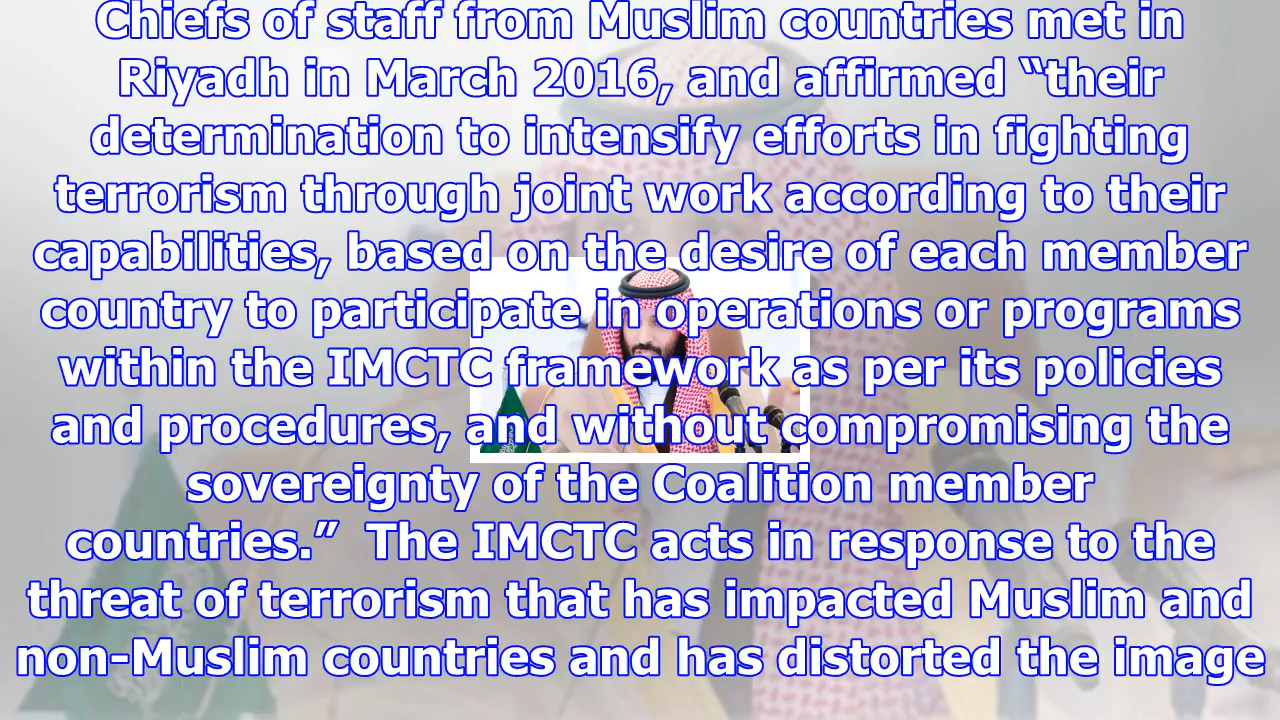 Chiefs of staff from Muslim countries met in
Riyadh in March 2016, and affirmed “their
determination to intensify efforts in fighting
terrorism through joint work according to their
capabilities, based on the desire of each member
country to participate in operations or programs
within the IMCTC framework as per its policies
and procedures, and without compromising the
sovereignty of the Coalition member
countries.”  The IMCTC acts in response to the
threat of terrorism that has impacted Muslim and
non-Muslim countries and has distorted the image